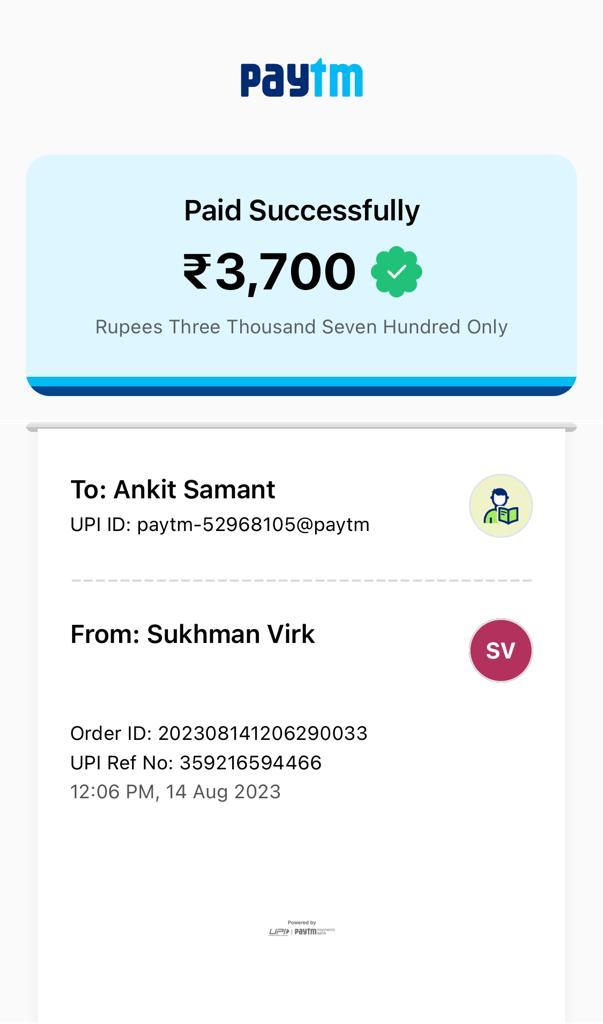 paytm
Paid Successfully
₹3,700
Rupees Three Thousand Seven Hundred Only
To: Ankit Samant
UPI ID: paytm-52968105@paytm
From: Sukhman Virk
SV
Order ID: 202308141206290033
UPI Ref No: 359216594466
12:06 PM, 14 Aug 2023
Powered by
UPI | paytm payments bank